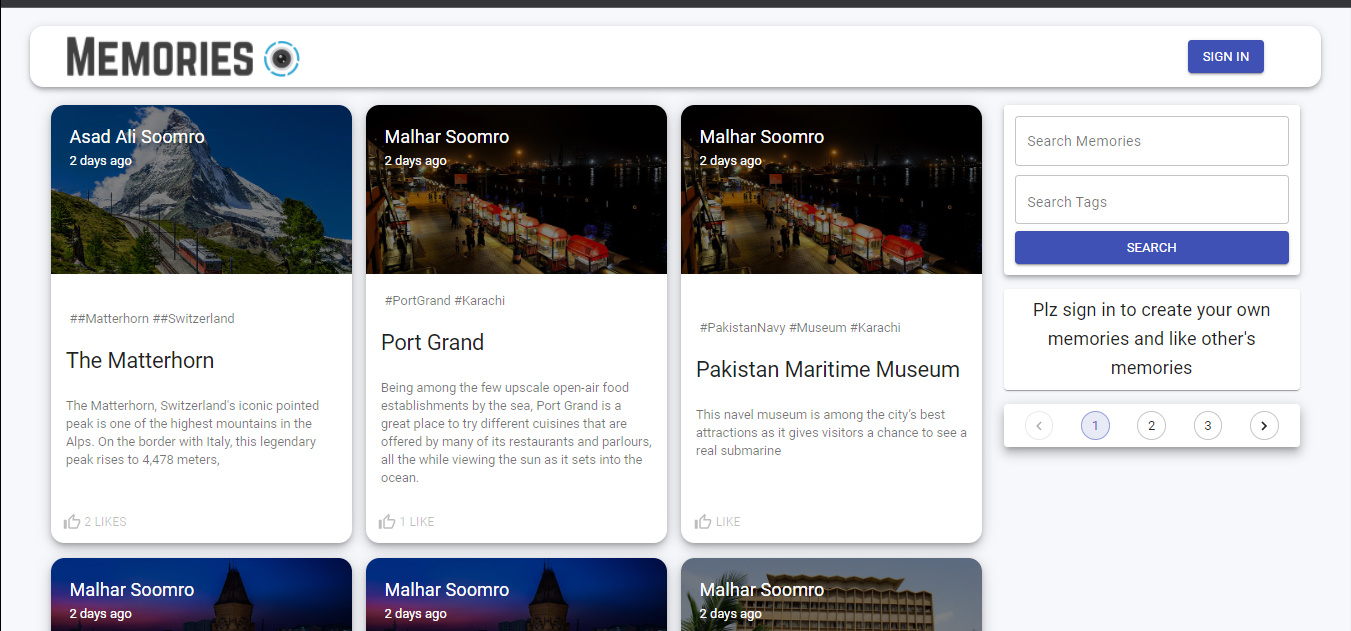 MEMORIES
SIGN IN
Asad Ali Soomro
2 days ago
##Matterhorn ##Switzerland
The Matterhorn
The Matterhorn, Switzerland's iconic pointed
peak is one of the highest mountains in the
Alps. On the border with Italy, this legendary
peak rises to 4,478 meters,
2 LIKES
Malhar Soomro
2 days ago
#PortGrand #Karachi
Port Grand
Being among the few upscale open-air food
establishments by the sea, Port Grand is a
great place to try different cuisines that are
offered by many of its restaurants and parlours,
all the while viewing the sun as it sets into the
ocean.
1 LIKE
Malhar Soomro
2 days ago
#PakistanNavy #Museum #Karachi
Pakistan Maritime Museum
This navel museum is among the city’s best
attractions as it gives visitors a chance to see a
real submarine
LIKE
Malhar Soomro
2 days ago
Malhar Soomro
2 days ago
Malhar Soomro
2 days ago
Search Memories
Search Tags
SEARCH
Plz sign in to create your own
memories and like other's
memories
1 2 3